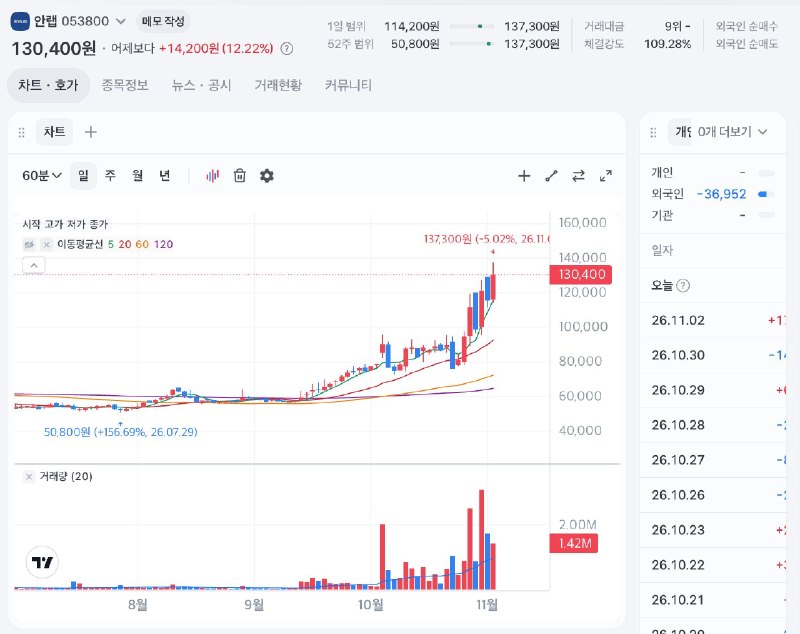 안랩 053800 메모 작성
130,400원 · 어제보다 +14,200원 (12.22%) ?
1일 범위 114,200원 137,300원
52주 범위 50,800원 137,300원
거래대금 9위 -
체결강도 109.28%
외국인 순매수
외국인 순매도
차트 · 호가 종목정보 뉴스 · 공시 거래현황 커뮤니티
차트
60분 일 주 월 년
시작 고가 저가 종가
이동평균선 5 20 60 120
137,300원 (-5.02%, 26.11.0
160,000
140,000
130,400
120,000
100,000
80,000
60,000
40,000
50,800원 (+156.69%, 26.07.29)
거래량 (20)
2.00M
1.42M
8월 9월 10월 11월
개인 0개 더보기
개인 -
외국인 -36,952
기관 -
일자
오늘 ?
26.11.02 +17
26.10.30 -14
26.10.29 +6
26.10.28 -2
26.10.27 -8
26.10.26 -2
26.10.23 +2
26.10.22 +3
26.10.21 -